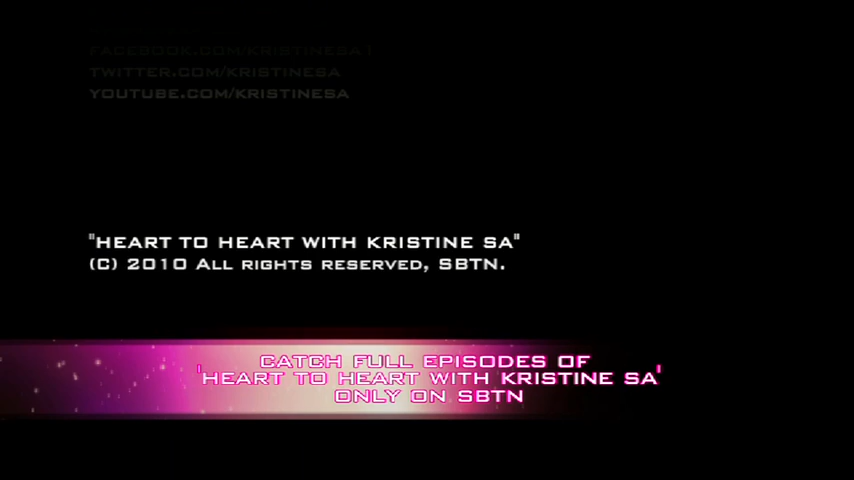 FACEBOOK.COM/KRISTINESA |
TWITTER.COM/KRISTINESA
YOUTUBE.COM/KRISTINESA
"HEART TO HEART WITH KRISTINE SA"
(C) 2010 ALL RIGHTS RESERVED, SBTN.
CATCH FULL EPISODES OF
'HEART TO HEART WITH KRISTINE SA'
ONLY ON SBTN